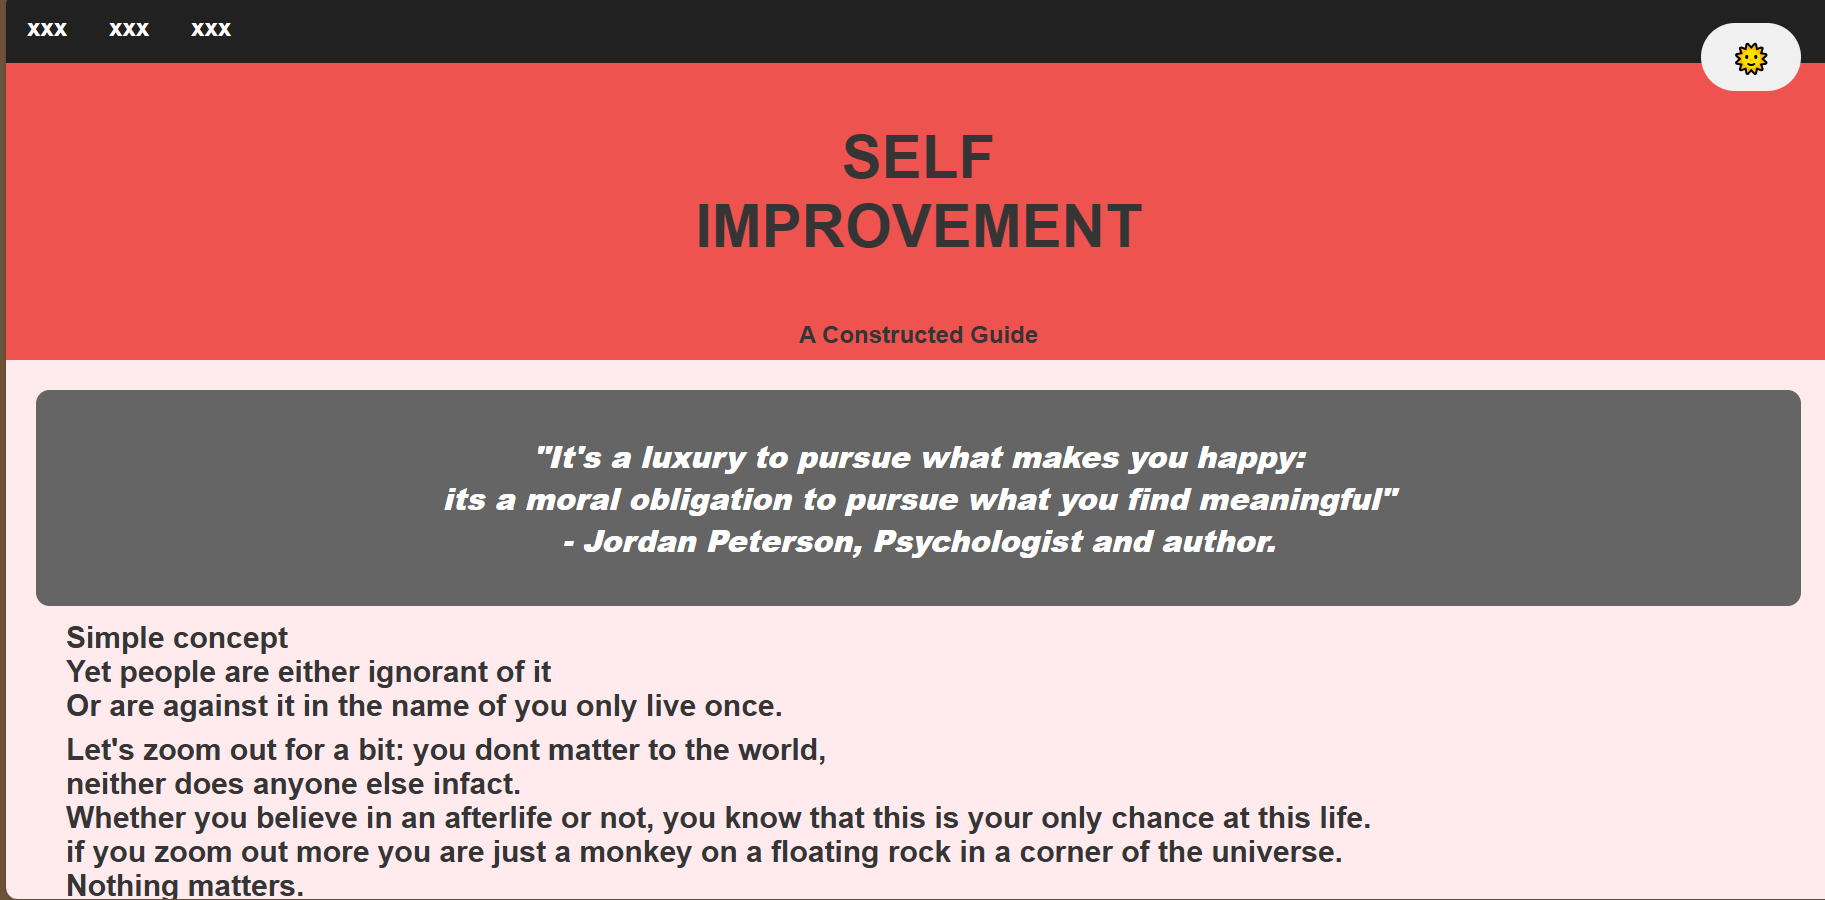 xxx xxx xxx
SELF
IMPROVEMENT
A Constructed Guide
"It's a luxury to pursue what makes you happy:
its a moral obligation to pursue what you find meaningful"
- Jordan Peterson, Psychologist and author.
Simple concept
Yet people are either ignorant of it
Or are against it in the name of you only live once.
Let's zoom out for a bit: you dont matter to the world,
neither does anyone else infact.
Whether you believe in an afterlife or not, you know that this is your only chance at this life.
if you zoom out more you are just a monkey on a floating rock in a corner of the universe.
Nothing matters.